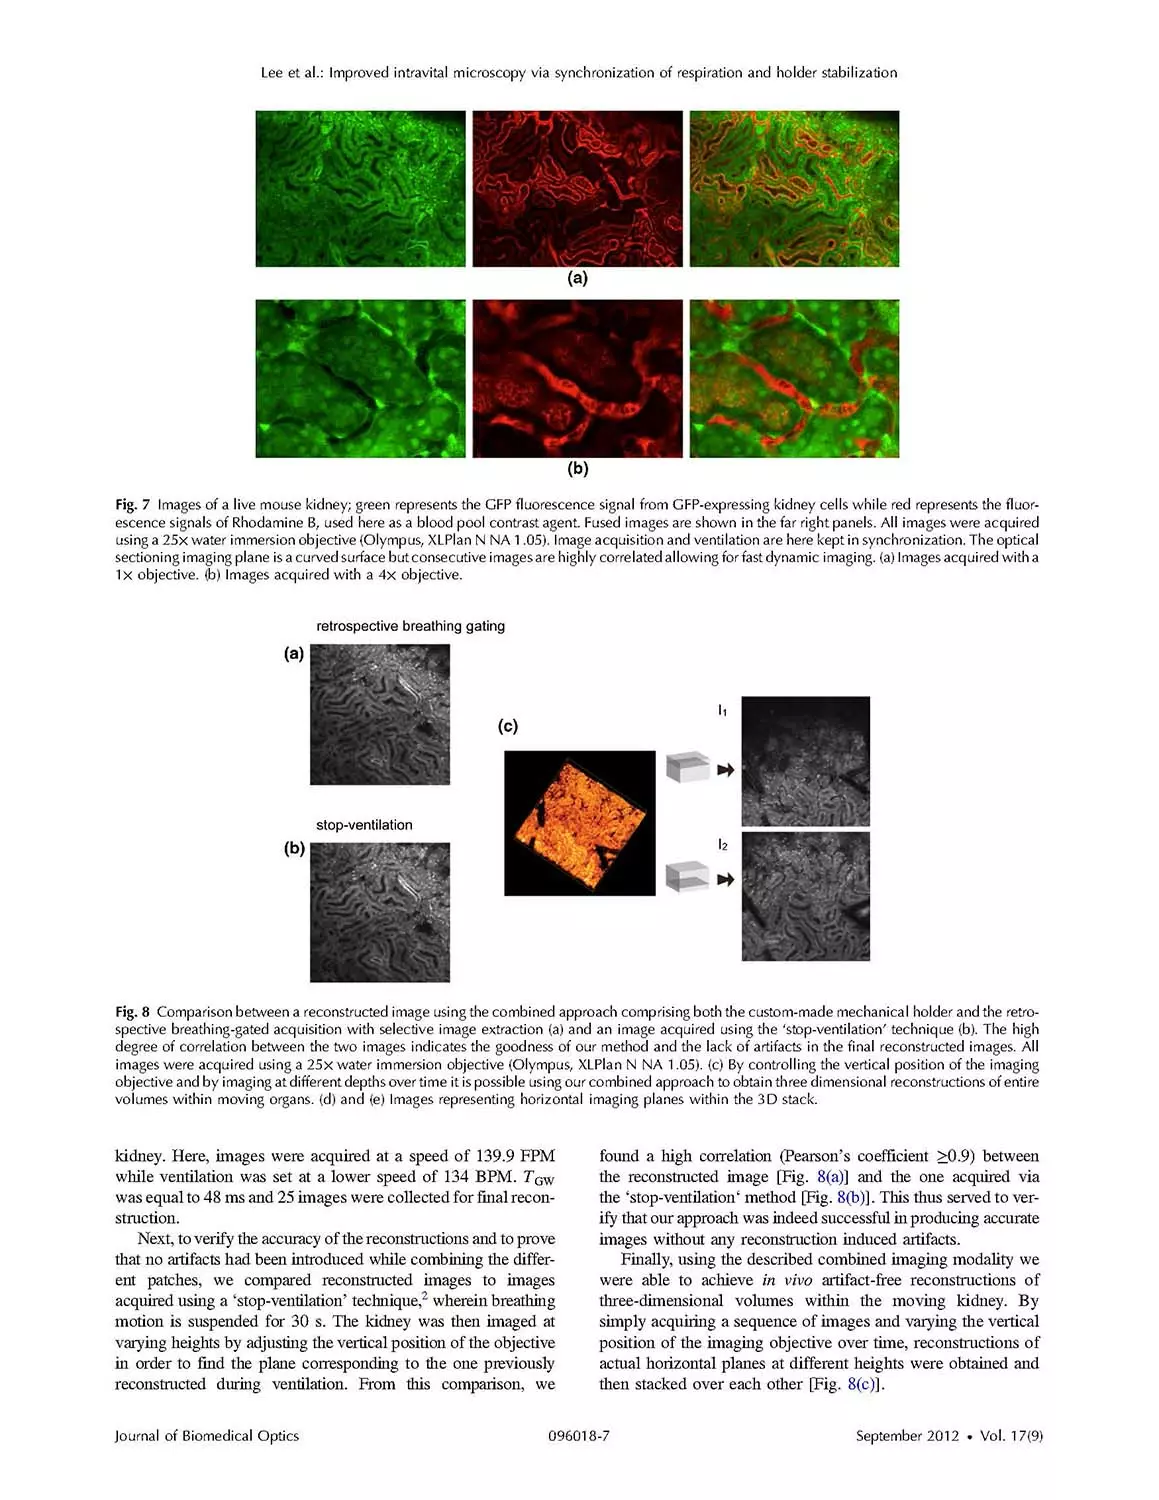 Lee et al.: Improved intravital microscopy via synchronization of respiration and holder stabilization
(a)
(b)
Fig. 7 Images of a live mouse kidney; green represents the GFP fluorescence signal from GFP-expressing kidney cells while red represents the fluor-
escence signals of Rhodamine B, used here as a blood pool contrast agent. Fused images are shown in the far right panels. All images were acquired
using a 25× water immersion objective (Olympus, XLPlan N NA 1.05). Image acquisition and ventilation are here kept in synchronization. The optical
sectioning imaging plane is a curved surface but consecutive images are highly correlated allowing for fast dynamic imaging. (a) Images acquired with a
1× objective. (b) Images acquired with a 4× objective.
retrospective breathing gating
(a)
stop-ventilation
(b)
(c)
I1
I2
Fig. 8 Comparison between a reconstructed image using the combined approach comprising both the custom-made mechanical holder and the retro-
spective breathing-gated acquisition with selective image extraction (a) and an image acquired using the ‘stop-ventilation’ technique (b). The high
degree of correlation between the two images indicates the goodness of our method and the lack of artifacts in the final reconstructed images. All
images were acquired using a 25× water immersion objective (Olympus, XLPlan N NA 1.05). (c) By controlling the vertical position of the imaging
objective and by imaging at different depths over time it is possible using our combined approach to obtain three dimensional reconstructions of entire
volumes within moving organs. (d) and (e) Images representing horizontal imaging planes within the 3D stack.
kidney. Here, images were acquired at a speed of 139.9 FPM
while ventilation was set at a lower speed of 134 BPM. TGW
was equal to 48 ms and 25 images were collected for final recon-
struction.
Next, to verify the accuracy of the reconstructions and to prove
that no artifacts had been introduced while combining the differ-
ent patches, we compared reconstructed images to images
acquired using a ‘stop-ventilation’ technique,2 wherein breathing
motion is suspended for 30 s. The kidney was then imaged at
varying heights by adjusting the vertical position of the objective
in order to find the plane corresponding to the one previously
reconstructed during ventilation. From this comparison, we
found a high correlation (Pearson’s coefficient ≥0.9) between
the reconstructed image [Fig. 8(a)] and the one acquired via
the ‘stop-ventilation‘ method [Fig. 8(b)]. This thus served to ver-
ify that our approach was indeed successful in producing accurate
images without any reconstruction induced artifacts.
Finally, using the described combined imaging modality we
were able to achieve in vivo artifact-free reconstructions of
three-dimensional volumes within the moving kidney. By
simply acquiring a sequence of images and varying the vertical
position of the imaging objective over time, reconstructions of
actual horizontal planes at different heights were obtained and
then stacked over each other [Fig. 8(c)].
Journal of Biomedical Optics
096018-7
September 2012 • Vol. 17(9)